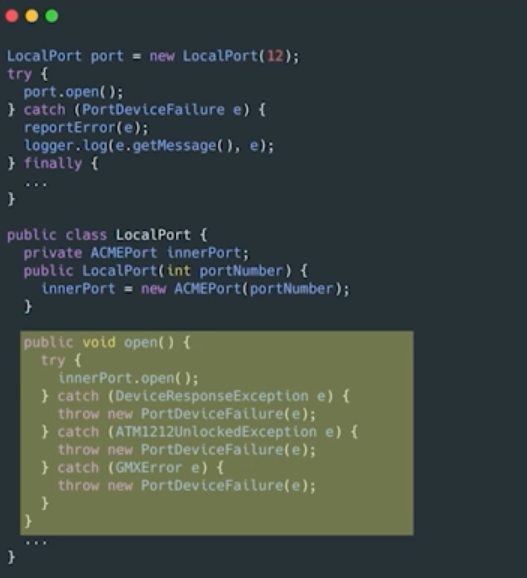 LocalPort port = new LocalPort(12);
try {
port.open();
} catch (PortDeviceFailure e) {
reportError(e);
logger.log(e.getMessage(), e);
} finally {
...
}
public class LocalPort {
private ACMEPort innerPort;
public LocalPort(int portNumber) {
innerPort = new ACMEPort(portNumber);
}
public void open() {
try {
innerPort.open();
} catch (DeviceResponseException e) {
throw new PortDeviceFailure(e);
} catch (ATM1212UnlockedException e) {
throw new PortDeviceFailure(e);
} catch (GMXError e) {
throw new PortDeviceFailure(e);
}
}
...
}